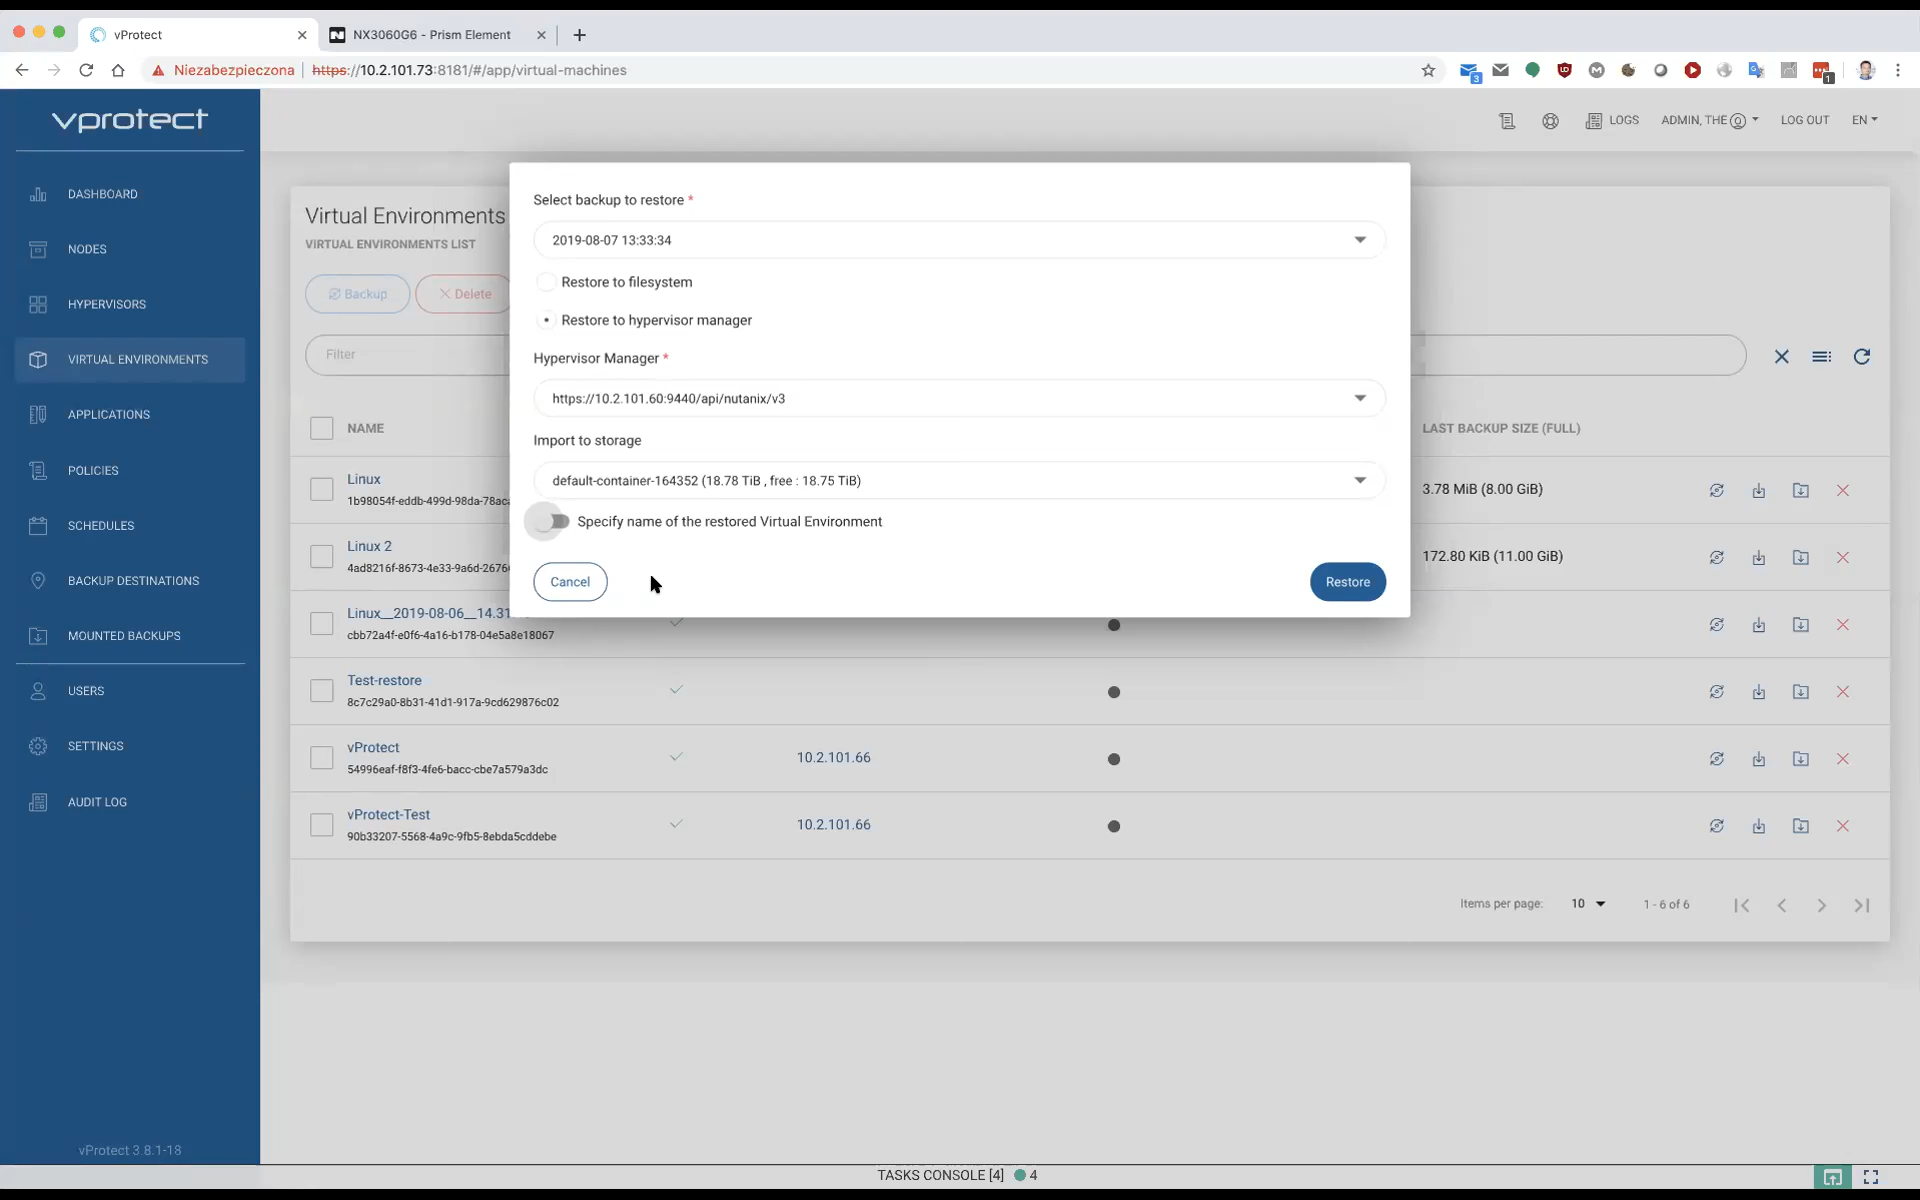 vProtect
NX3060G6 - Prism Element
Niezabezpieczona
https://10.2.101.73:8181/#/app/virtual-machines
3
1
vprotect
LOGS
ADMIN, THE
LOG OUT
EN
DASHBOARD
NODES
HYPERVISORS
VIRTUAL ENVIRONMENTS
APPLICATIONS
POLICIES
SCHEDULES
BACKUP DESTINATIONS
MOUNTED BACKUPS
USERS
SETTINGS
AUDIT LOG
vProtect 3.8.1-18
Virtual Environments
VIRTUAL ENVIRONMENTS LIST
Backup
Delete
Filter
NAME
LAST BACKUP SIZE (FULL)
Linux
1b98054f-eddb-499d-98da-78aca
3.78 MiB (8.00 GiB)
Linux 2
4ad8216f-8673-4e33-9a6d-2676
172.80 KiB (11.00 GiB)
Linux__2019-08-06__14.31
cbb72a4f-e0f6-4a16-b178-04e5a8e18067
Test-restore
8c7c29a0-8b31-41d1-917a-9cd629876c02
vProtect
54996eaf-f8f3-4fe6-bacc-cbe7a579a3dc
10.2.101.66
vProtect-Test
90b33207-5568-4a9c-9fb5-8ebda5cddebe
10.2.101.66
Items per page:
10
1 - 6 of 6
Select backup to restore *
2019-08-07 13:33:34
Restore to filesystem
Restore to hypervisor manager
Hypervisor Manager *
https://10.2.101.60:9440/api/nutanix/v3
Import to storage
default-container-164352 (18.78 TiB , free : 18.75 TiB)
Specify name of the restored Virtual Environment
Cancel
Restore
TASKS CONSOLE [4]
4